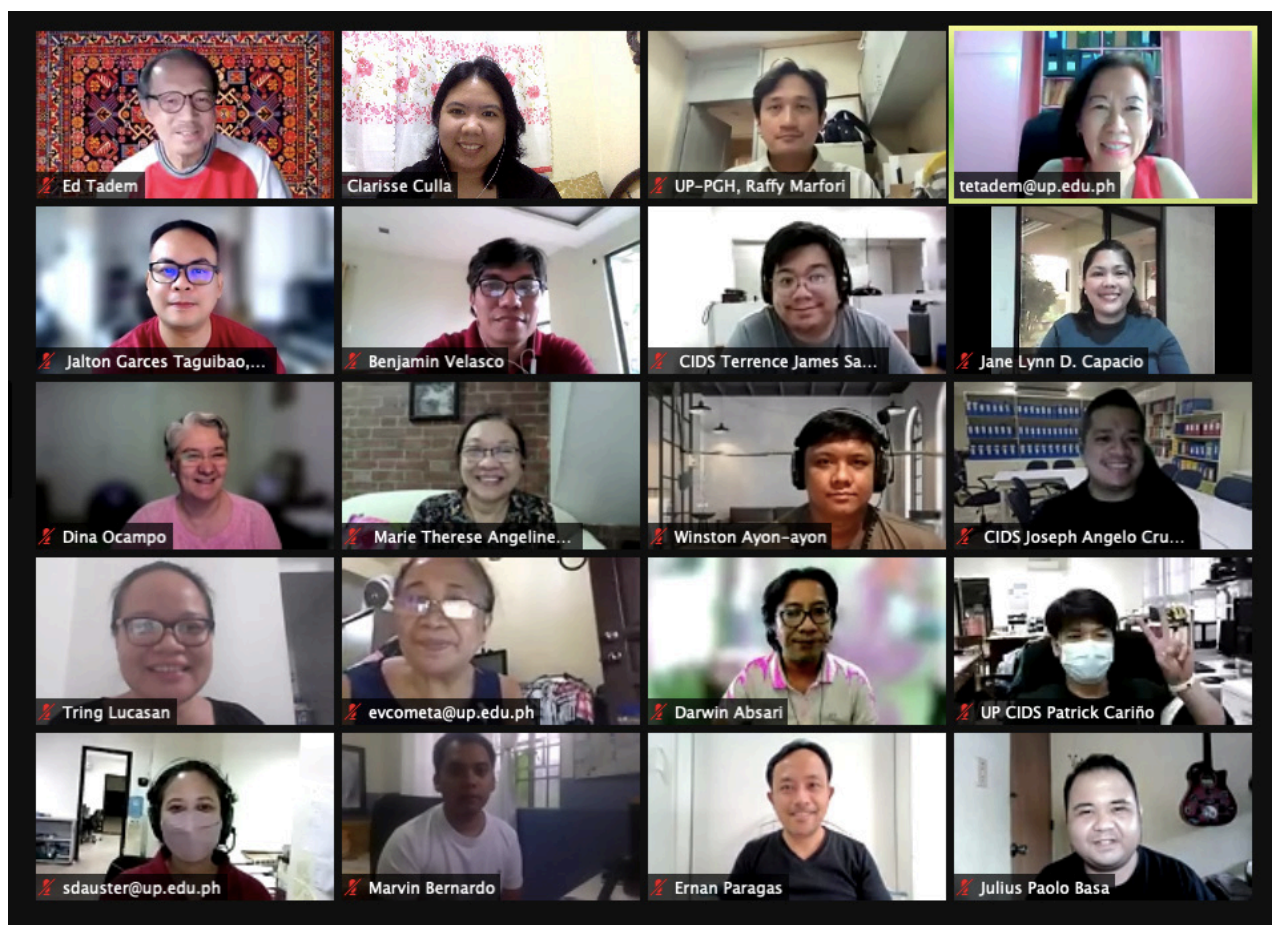 Ed Tadem
Clarisse Culla
UP-PGH, Raffy Marfori
tetadem@up.edu.ph
Jalton Garces Taguibao,...
Benjamin Velasco
CIDS Terrence James Sa...
Jane Lynn D. Capacio
Dina Ocampo
Marie Therese Angeline...
Winston Ayon-ayon
CIDS Joseph Angelo Cru...
Tring Lucasan
evcometa@up.edu.ph
Darwin Absari
UP CIDS Patrick Cariño
sdauster@up.edu.ph
Marvin Bernardo
Ernan Paragas
Julius Paolo Basa